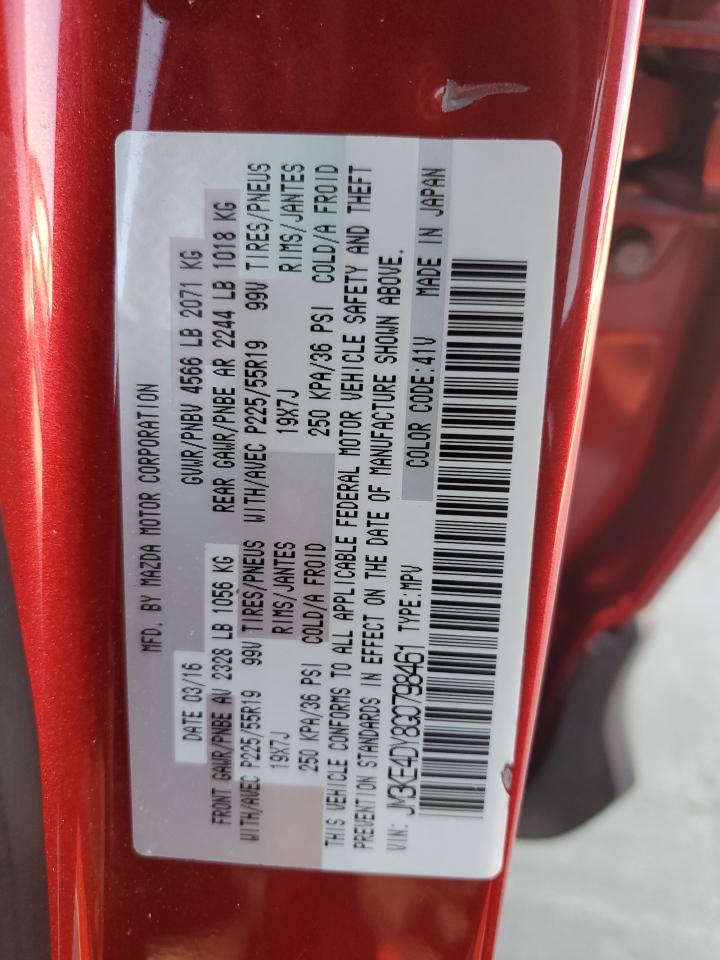 MFD. BY MAZDA MOTOR CORPORATION
DATE 03/16 GVWR/PNBV 4566 LB 2071 KG
FRONT GAWR/PNBE AV 2328 LB 1056 KG REAR GAWR/PNBE AR 2244 LB 1018 KG
WITH/AVEC P225/55R19 99V TIRES/PNEUS WITH/AVEC P225/55R19 99V TIRES/PNEUS
19X7J RIMS/JANTES 19X7J RIMS/JANTES
250 KPA/36 PSI COLD/A FROID 250 KPA/36 PSI COLD/A FROID
THIS VEHICLE CONFORMS TO ALL APPLICABLE FEDERAL MOTOR VEHICLE SAFETY AND THEFT
PREVENTION STANDARDS IN EFFECT ON THE DATE OF MANUFACTURE SHOWN ABOVE.
VIN: JM3KE4DY8G0798461 TYPE: MPV COLOR CODE: 41V MADE IN JAPAN